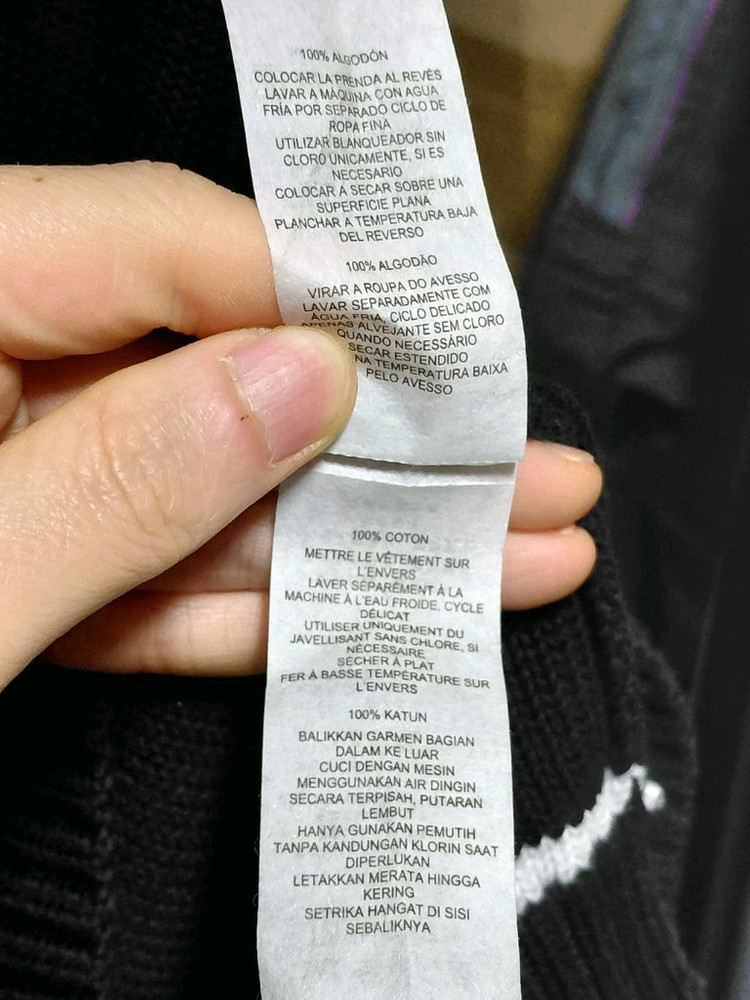 100% ALGODÓN
COLOCAR LA PRENDA AL REVÉS
LAVAR A MÁQUINA CON AGUA
FRÍA POR SEPARADO CICLO DE
ROPA FINA
UTILIZAR BLANQUEADOR SIN
CLORO ÚNICAMENTE, SI ES
NECESARIO
COLOCAR A SECAR SOBRE UNA
SUPERFICIE PLANA
PLANCHAR A TEMPERATURA BAJA
DEL REVERSO
100% ALGODÃO
VIRAR A ROUPA DO AVESSO
LAVAR SEPARADAMENTE COM
ÁGUA FRIA, CICLO DELICADO
APENAS ALVEJANTE SEM CLORO
QUANDO NECESSÁRIO
SECAR ESTENDIDO
NA TEMPERATURA BAIXA
PELO AVESSO
100% COTON
METTRE LE VÊTEMENT SUR
L'ENVERS
LAVER SÉPARÉMENT À LA
MACHINE À L'EAU FROIDE, CYCLE
DÉLICAT
UTILISER UNIQUEMENT DU
JAVELLISANT SANS CHLORE, SI
NÉCESSAIRE
SÉCHER À PLAT
FER À BASSE TEMPÉRATURE SUR
L'ENVERS
100% KATUN
BALIKKAN GARMEN BAGIAN
DALAM KE LUAR
CUCI DENGAN MESIN
MENGGUNAKAN AIR DINGIN
SECARA TERPISAH, PUTARAN
LEMBUT
HANYA GUNAKAN PEMUTIH
TANPA KANDUNGAN KLORIN SAAT
DIPERLUKAN
LETAKKAN MERATA HINGGA
KERING
SETRIKA HANGAT DI SISI
SEBALIKNYA